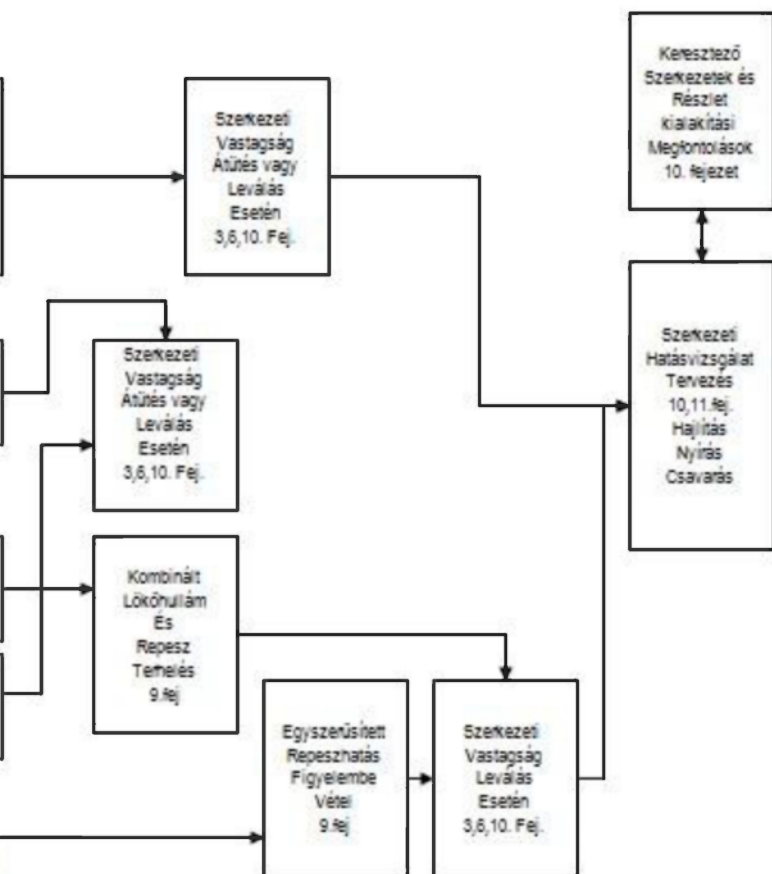 Keresztező
Szerkezetek és
Részlet
kialakítási
Megfontolások
10. fejezet
Szerkezeti
Vastagság
Átütés vagy
Leválás
Esetén
3,6,10. Fej.
Szerkezeti
Hatásvizsgálat
Tervezés
10,11.fej.
Hajlítás
Nyírás
Csavarás
Szerkezeti
Vastagság
Átütés vagy
Leválás
Esetén
3,6,10. Fej.
Kombinált
Lökőhullám
És
Repesz
Terhelés
9.fej
Egyszerűsített
Repeszhatás
Figyelembe
Vétel
9.fej
Szerkezeti
Vastagság
Leválás
Esetén
3,6,10. Fej.